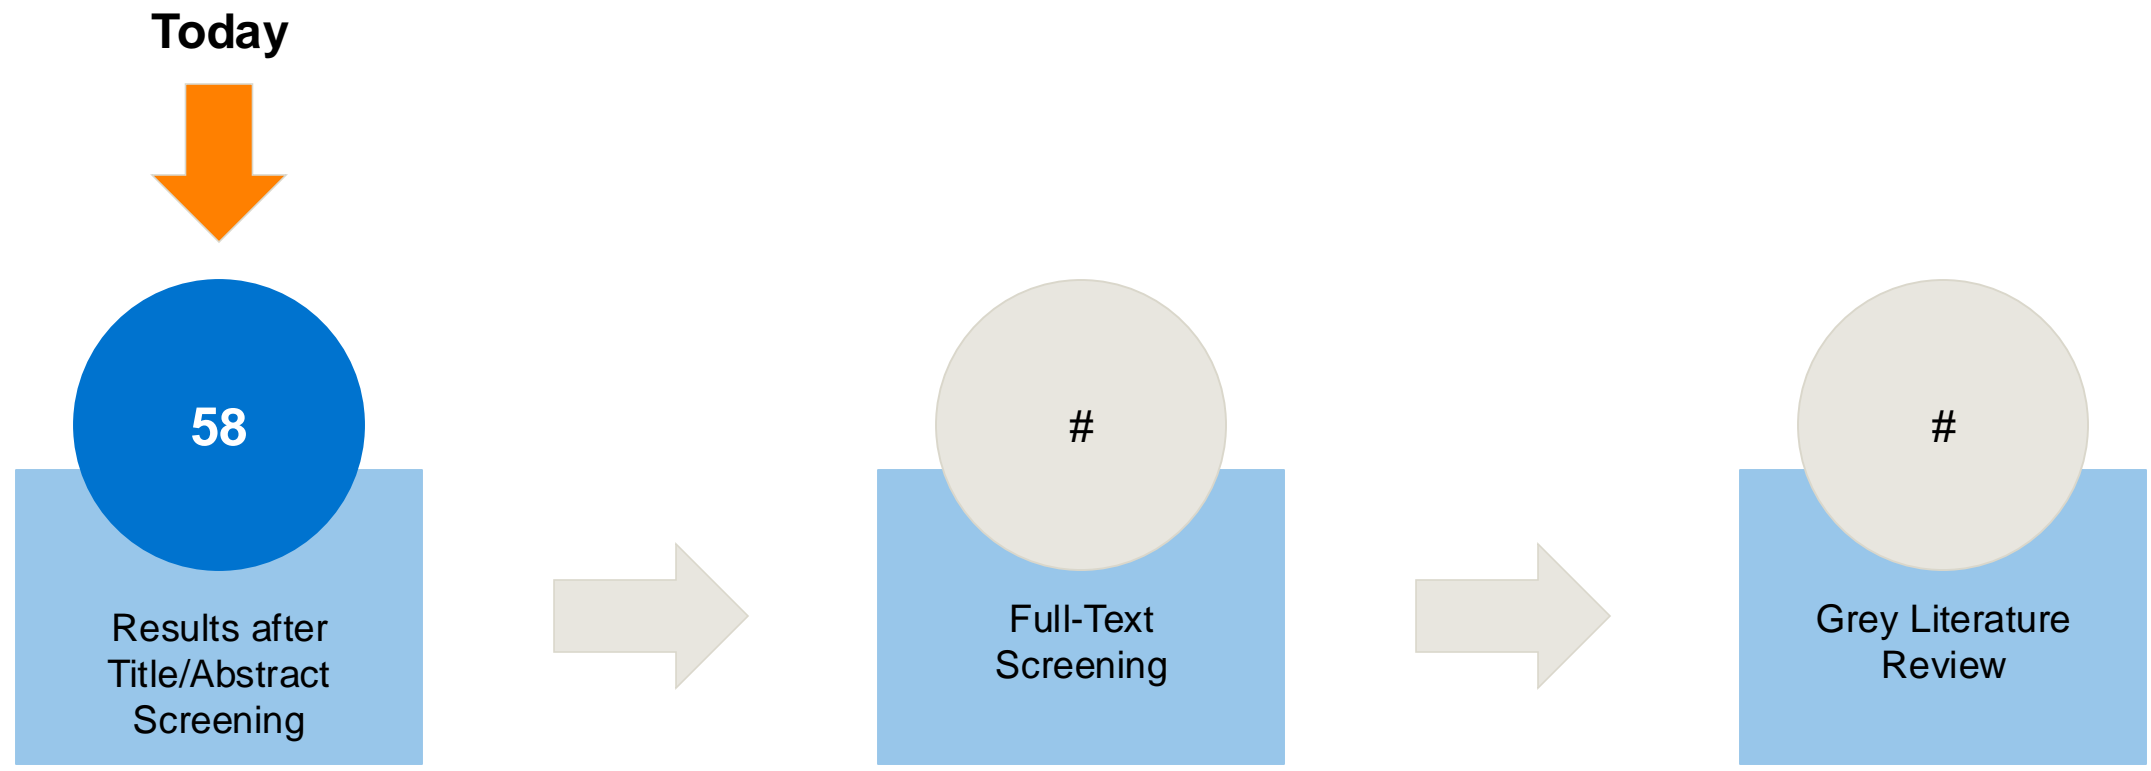 Today
58
Results after
Title/Abstract
Screening
#
Full-Text
Screening
#
Grey Literature
Review